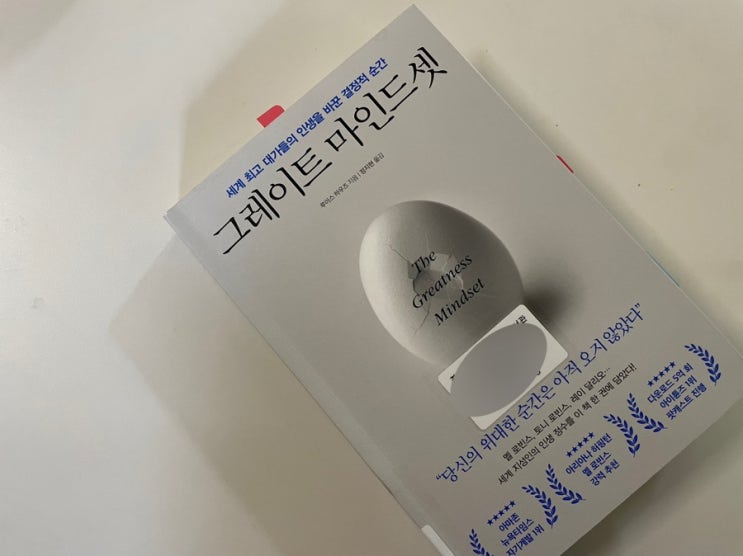 세계 최고 대가들의 인생을 바꾼 결정적 순간
그레이트 마인드셋
루이스 하우즈 지음 | 정지현 옮김
The
Greatness
Mindset
관
“당신의 위대한 순간은 아직 오지 않았다”
멜 로빈스, 토니 로빈스, 레이 달리오…
세계 지성인의 인생 정수를 이 책 한 권에 담았다!
★★★★★
아마존
뉴욕타임스
자기계발 1위
★★★★★
아리아나 허핑턴
멜 로빈스
강력 추천
★★★★★
다운로드 5억 회
아이튠즈 1위
팟캐스트 진행